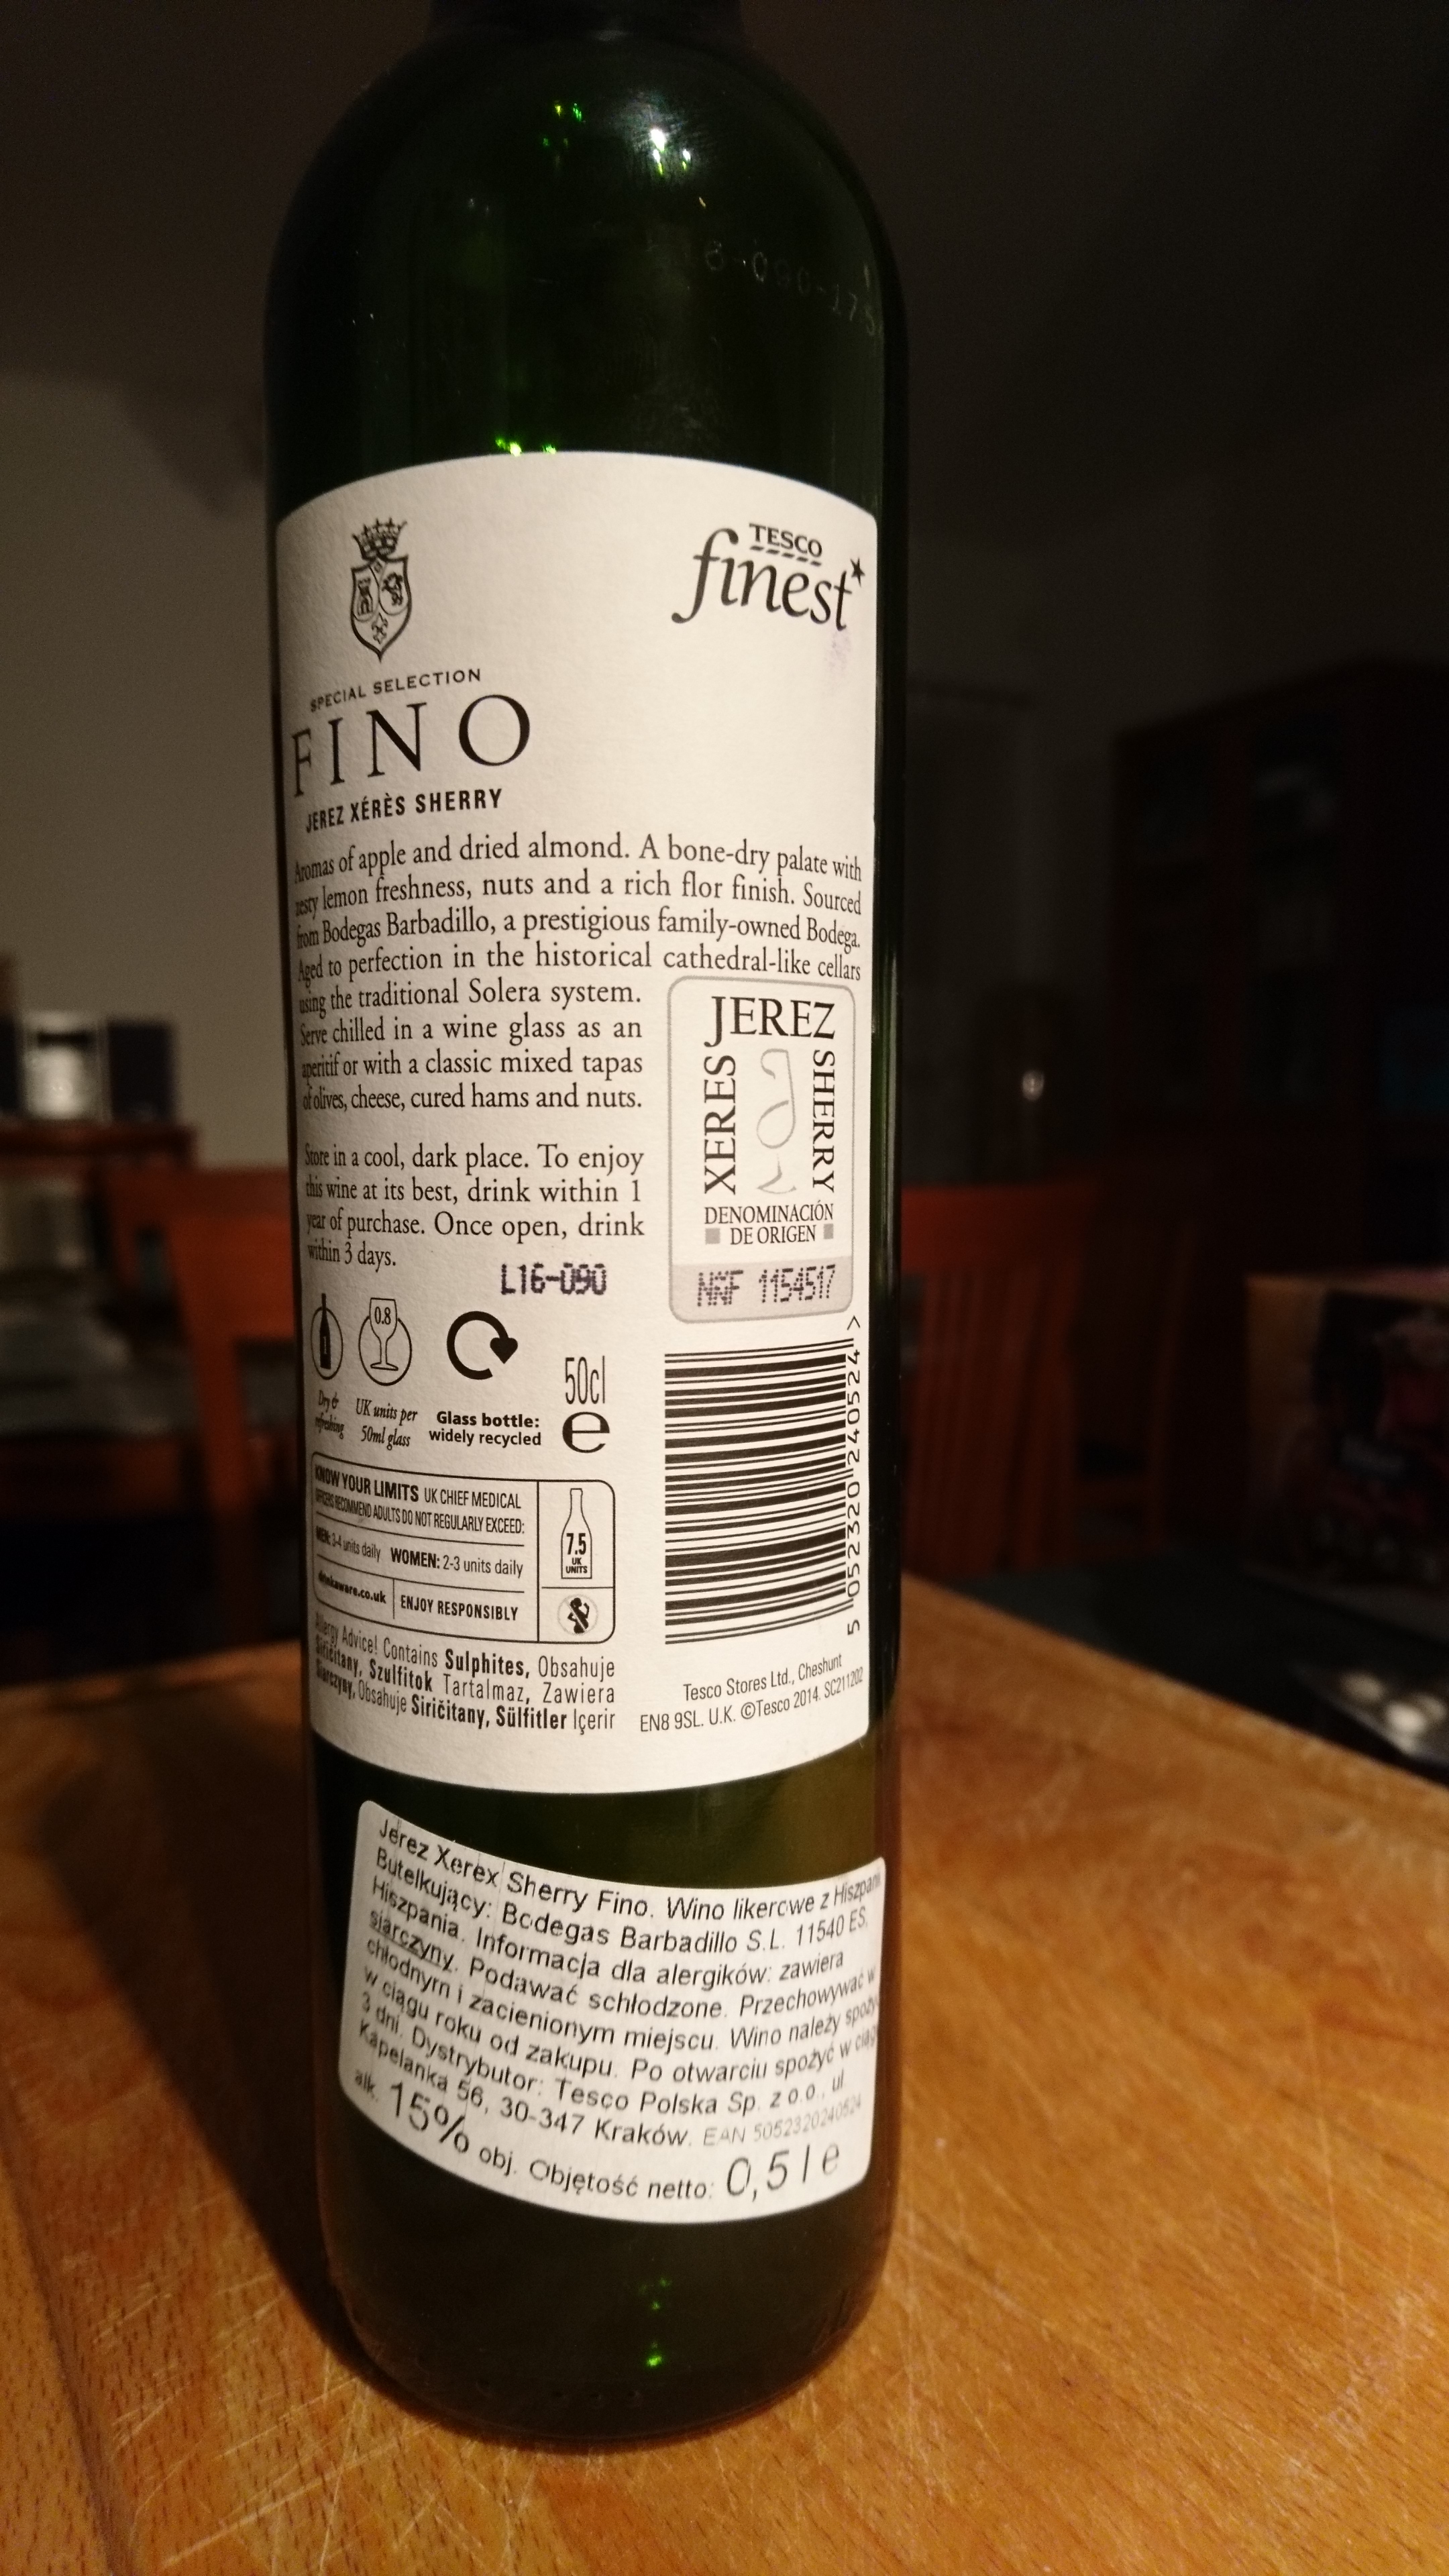 8-090-175
TESCO
finest*
SPECIAL SELECTION
FINO
JEREZ XÉRÈS SHERRY
Aromas of apple and dried almond. A bone-dry palate with
zesty lemon freshness, nuts and a rich flor finish. Sourced
from Bodegas Barbadillo, a prestigious family-owned Bodega.
Aged to perfection in the historical cathedral-like cellars
using the traditional Solera system.
Serve chilled in a wine glass as an
aperitif or with a classic mixed tapas
of olives, cheese, cured hams and nuts.
Store in a cool, dark place. To enjoy
this wine at its best, drink within 1
year of purchase. Once open, drink
within 3 days.
L16-090
JEREZ
XERES
SHERRY
DENOMINACIÓN
DE ORIGEN
1154517
1
Dry &
refreshing
0.8
UK units per
50ml glass
Glass bottle:
widely recycled
50cl
e
KNOW YOUR LIMITS UK CHIEF MEDICAL
OFFICERS RECOMMEND ADULTS DO NOT REGULARLY EXCEED:
MEN: 3-4 units daily WOMEN: 2-3 units daily
drinkaware.co.uk ENJOY RESPONSIBLY
7.5
UK
UNITS
5 052320 240524 >
Allergy Advice! Contains Sulphites, Obsahuje
Siričitany, Szulfitok Tartalmaz, Zawiera
Siarczyny, Obsahuje Siričitany, Sülfitler Içerir
Tesco Stores Ltd., Cheshunt
EN8 9SL. U.K. ©Tesco 2014. SC211202
Jerez Xerex Sherry Fino. Wino likerowe z
Butelkujący: Bodegas Barbadillo S.L. 11540 ES,
Hiszpania. Informacja dla alergików: zawiera
siarczyny. Podawać schłodzone. Przechowywać w
chłodnym i zacienionym miejscu. Wino należy
w ciągu roku od zakupu. Po otwarciu spożyć w
3 dni. Dystrybutor: Tesco Polska Sp. z o.o., ul
Kapelanka 56, 30-347 Kraków. EAN 5052320240524
alk. 15% obj. Objętość netto: 0,5 l e